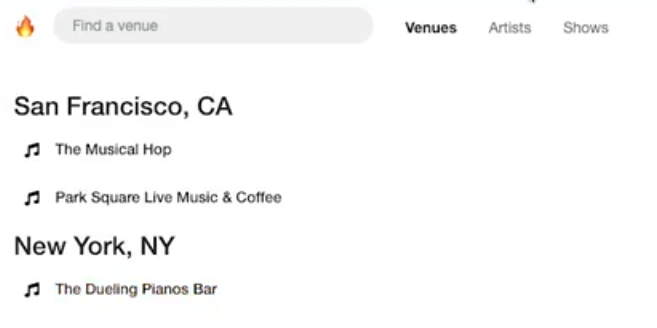 Find a venue Venues Artists Shows
San Francisco, CA
The Musical Hop
Park Square Live Music & Coffee
New York, NY
The Dueling Pianos Bar